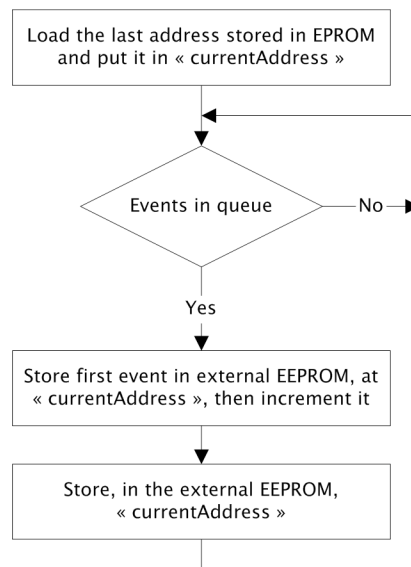 Load the last address stored in EPROM
and put it in « currentAddress »
Events in queue
No
Yes
Store first event in external EEPROM, at
« currentAddress », then increment it
Store, in the external EEPROM,
« currentAddress »